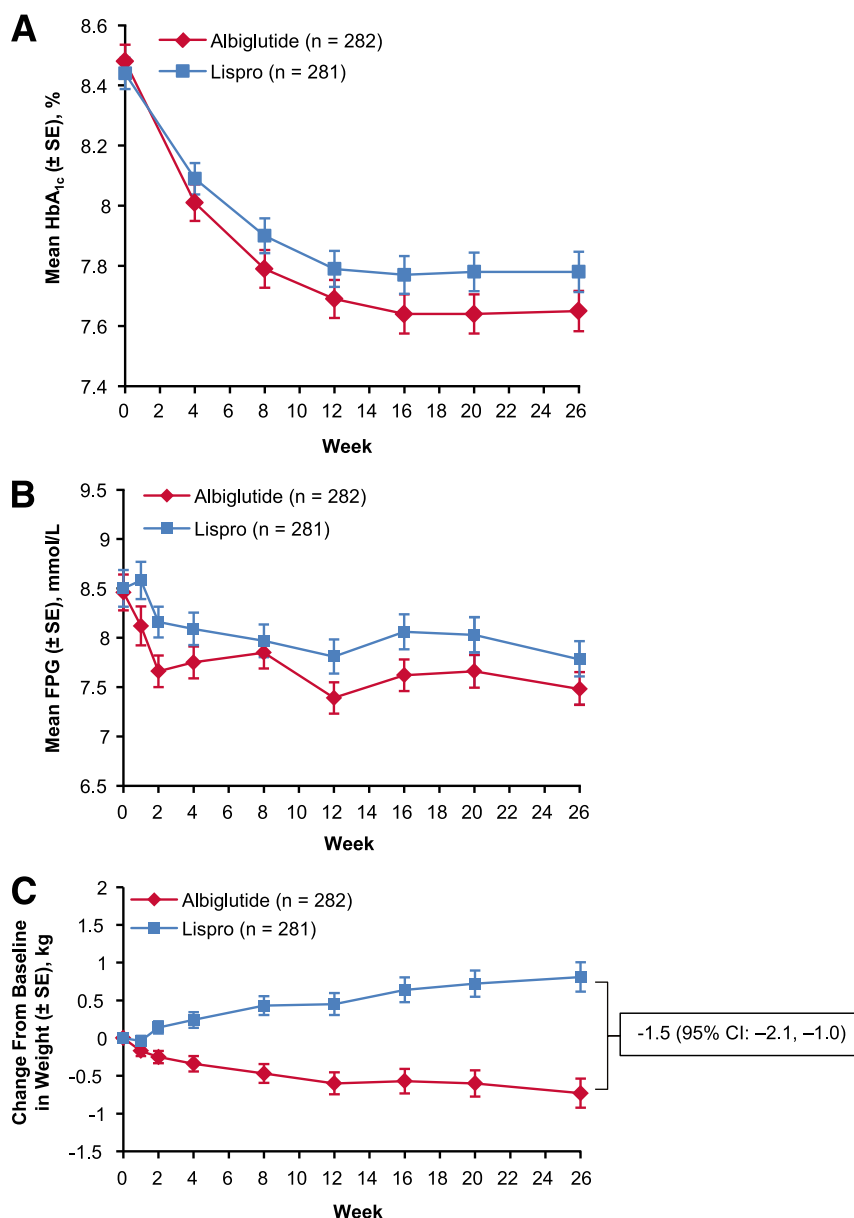 A
Albiglutide (n = 282)
Lispro (n = 281)
Mean HbA1c (± SE), %
8.6
8.4
8.2
8
7.8
7.6
7.4
0 2 4 6 8 10 12 14 16 18 20 22 24 26
Week
B
Albiglutide (n = 282)
Lispro (n = 281)
Mean FPG (± SE), mmol/L
9.5
9
8.5
8
7.5
7
6.5
0 2 4 6 8 10 12 14 16 18 20 22 24 26
Week
C
Albiglutide (n = 282)
Lispro (n = 281)
Change From Baseline
in Weight (± SE), kg
2
1.5
1
0.5
0
-0.5
-1
-1.5
0 2 4 6 8 10 12 14 16 18 20 22 24 26
Week
-1.5 (95% CI: –2.1, –1.0)